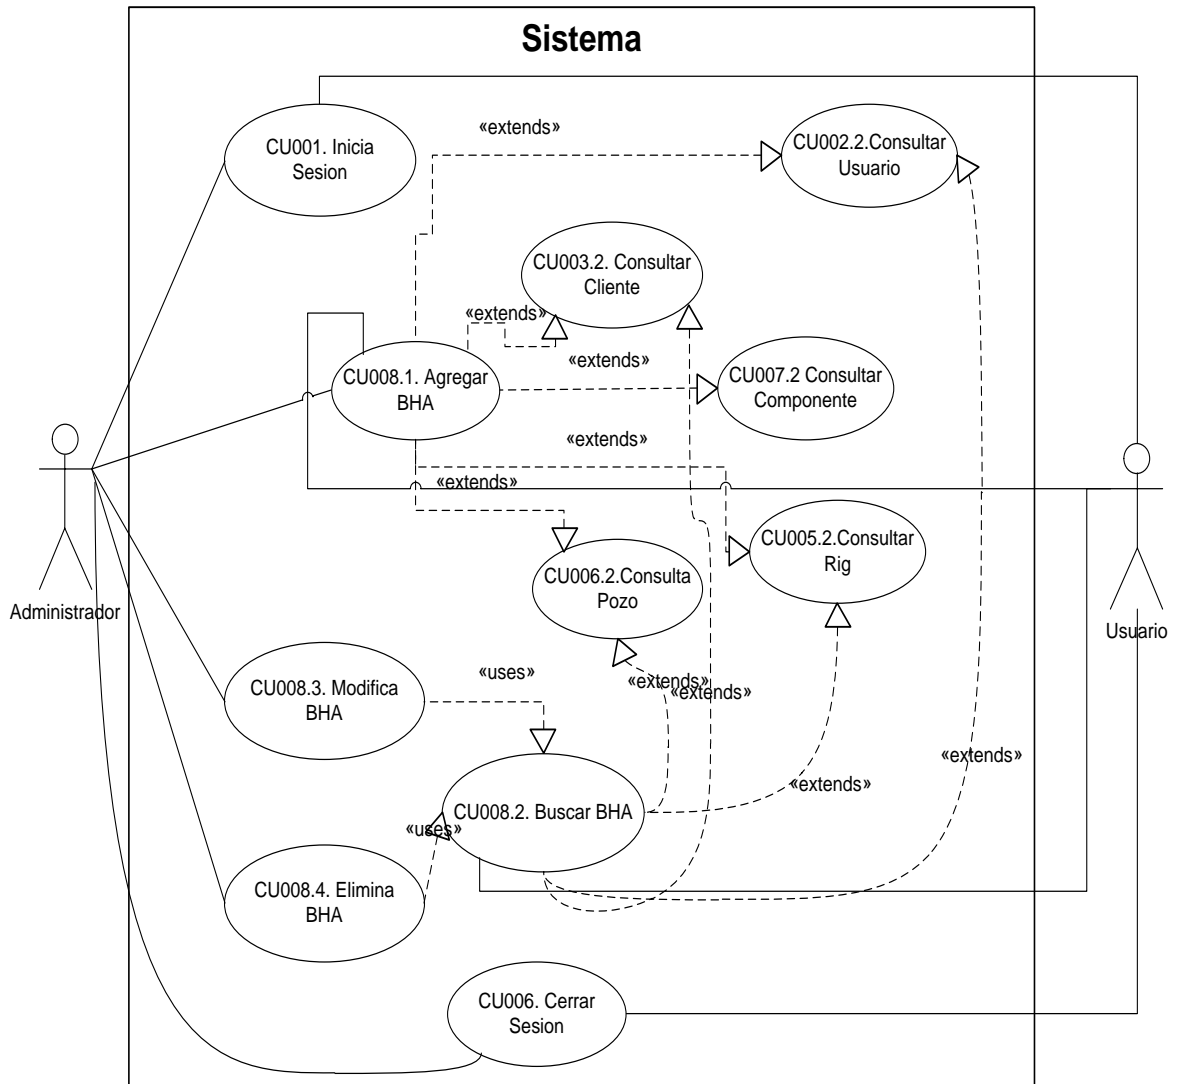 Sistema
«extends»
CU001. Inicia
Sesion
CU002.2.Consultar
Usuario
CU003.2. Consultar
Cliente
«extends»
«extends»
CU008.1. Agregar
BHA
CU007.2 Consultar
Componente
«extends»
«extends»
CU005.2.Consultar
Rig
CU006.2.Consulta
Pozo
Administrador
Usuario
«uses»
«extends»
«extends»
CU008.3. Modifica
BHA
«extends»
«extends»
CU008.2. Buscar BHA
«uses»
CU008.4. Elimina
BHA
CU006. Cerrar
Sesion